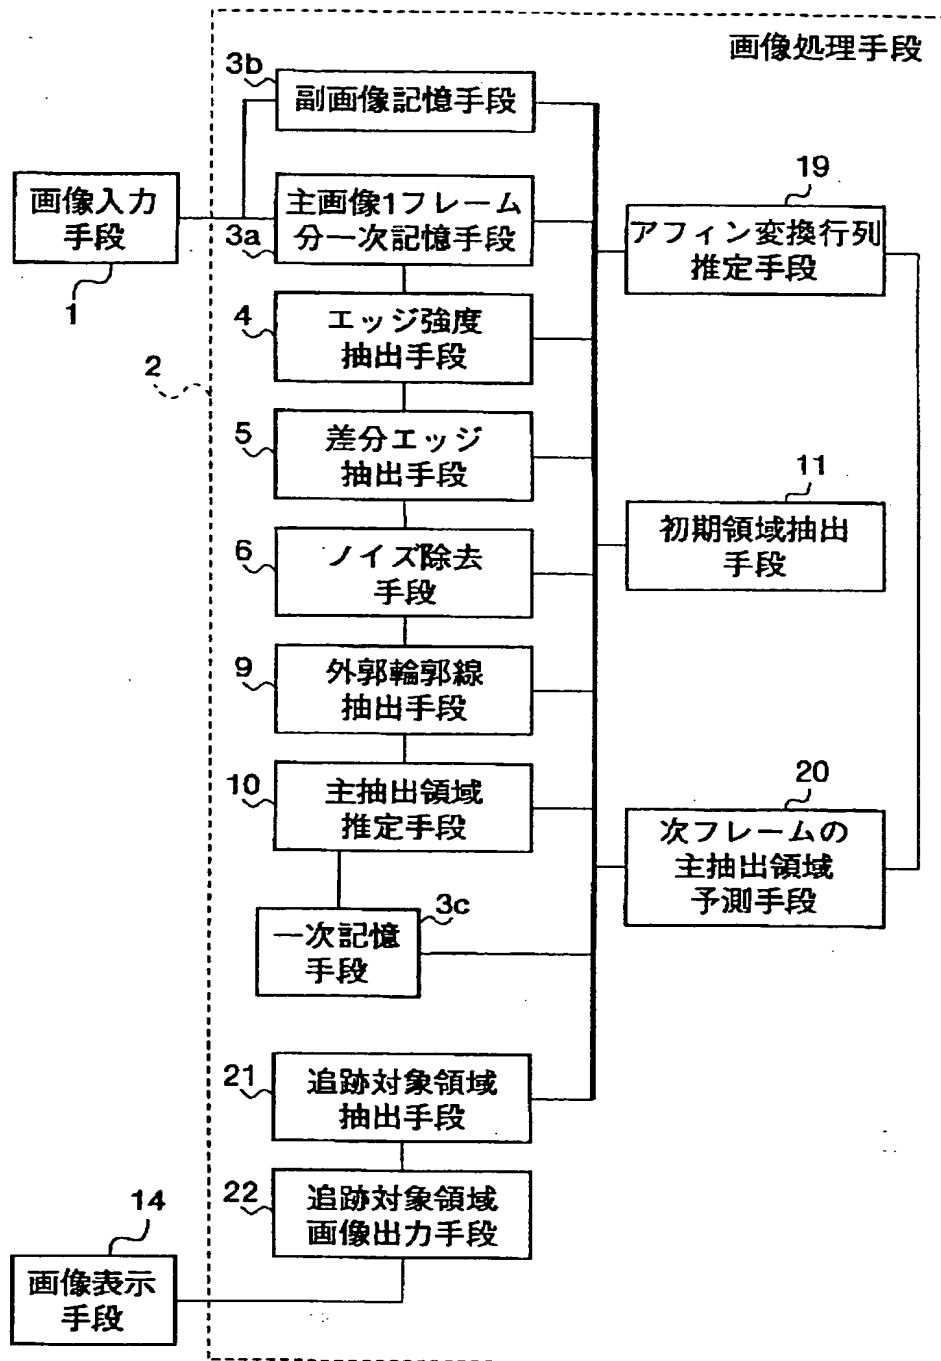 画像処理手段
3b
副画像記憶手段
画像入力
手段
1
主画像1フレーム
分一次記憶手段
3a
19
アフィン変換行列
推定手段
4
エッジ強度
抽出手段
2
5
差分エッジ
抽出手段
11
初期領域抽出
手段
6
ノイズ除去
手段
9
外郭輪郭線
抽出手段
10
主抽出領域
推定手段
20
次フレームの
主抽出領域
予測手段
3c
一次記憶
手段
21
追跡対象領域
抽出手段
22
追跡対象領域
画像出力手段
14
画像表示
手段